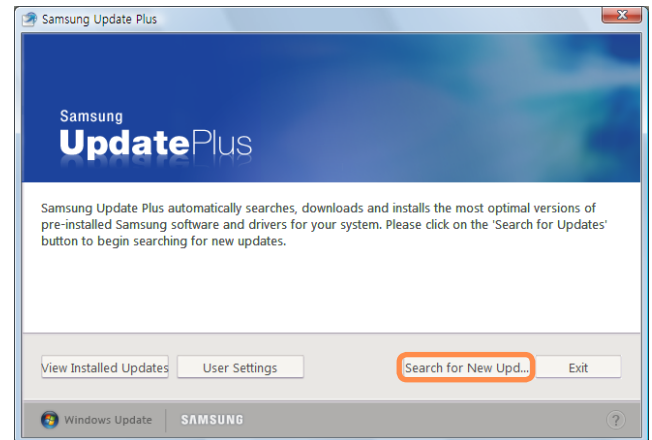 Samsung Update Plus
Samsung
UpdatePlus
Samsung Update Plus automatically searches, downloads and installs the most optimal versions of
pre-installed Samsung software and drivers for your system. Please click on the 'Search for Updates'
button to begin searching for new updates.
View Installed Updates User Settings Search for New Upd... Exit
Windows Update SAMSUNG ?